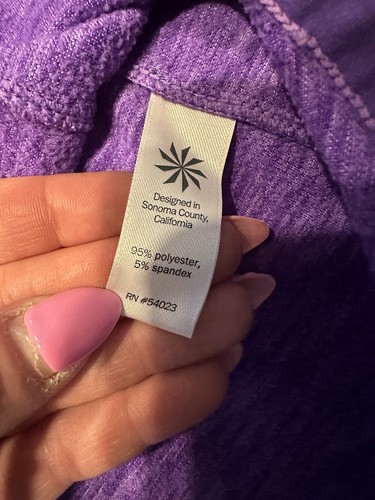 Designed in
Sonoma County,
California
95% polyester,
5% spandex
RN #54023